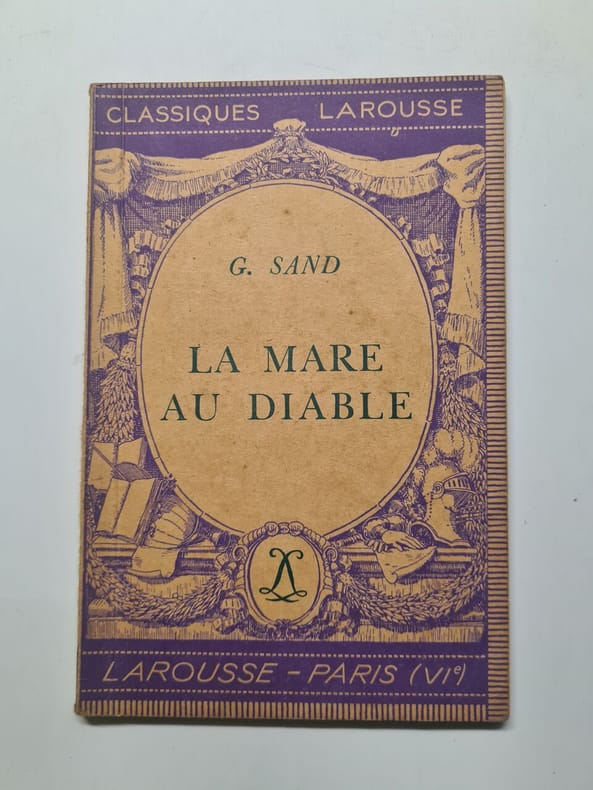 CLASSIQUES LAROUSSE
G. SAND
LA MARE
AU DIABLE
LAROUSSE - PARIS (VIe)